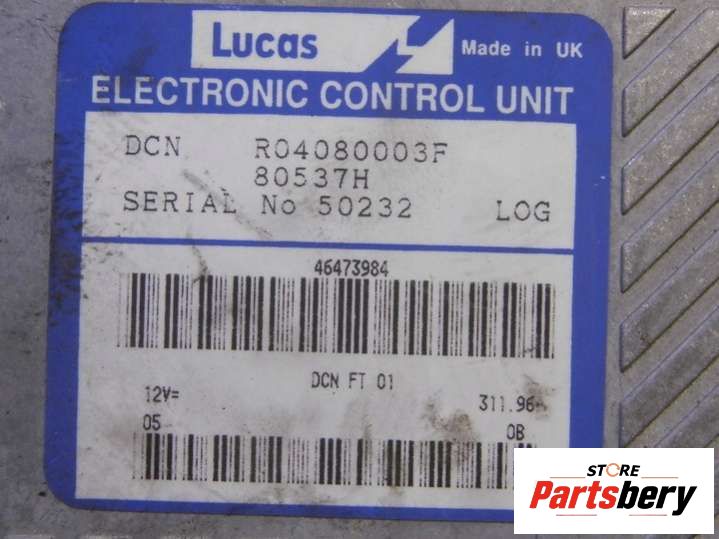 Lucas Made in UK
ELECTRONIC CONTROL UNIT
DCN R04080003F
80537H
SERIAL No 50232 LOG
46473984
DCN FT 01
12V= 311.96
05 0B
STORE
Partsbery